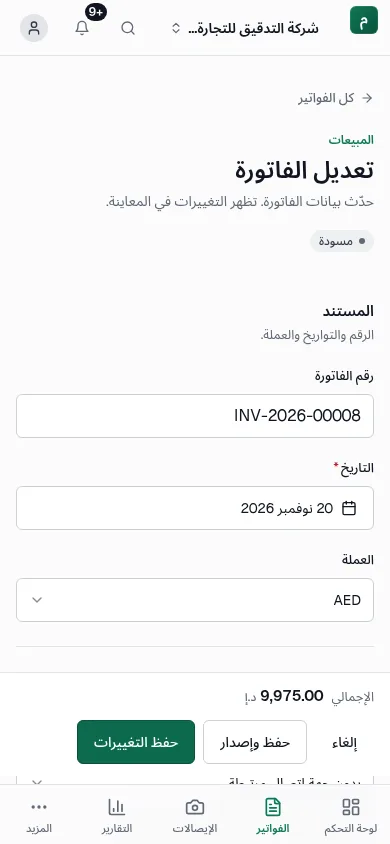 م
شركة التدقيق للتجارة...
9+
كل الفواتير
المبيعات
تعديل الفاتورة
حدّث بيانات الفاتورة. تظهر التغييرات في المعاينة.
مسودة
المستند
الرقم والتواريخ والعملة.
رقم الفاتورة
INV-2026-00008
التاريخ *
20 نوفمبر 2026
العملة
AED
الإجمالي 9,975.00 د.إ
إلغاء
حفظ وإصدار
حفظ التغييرات
لوحة التحكم
الفواتير
الإيصالات
التقارير
المزيد